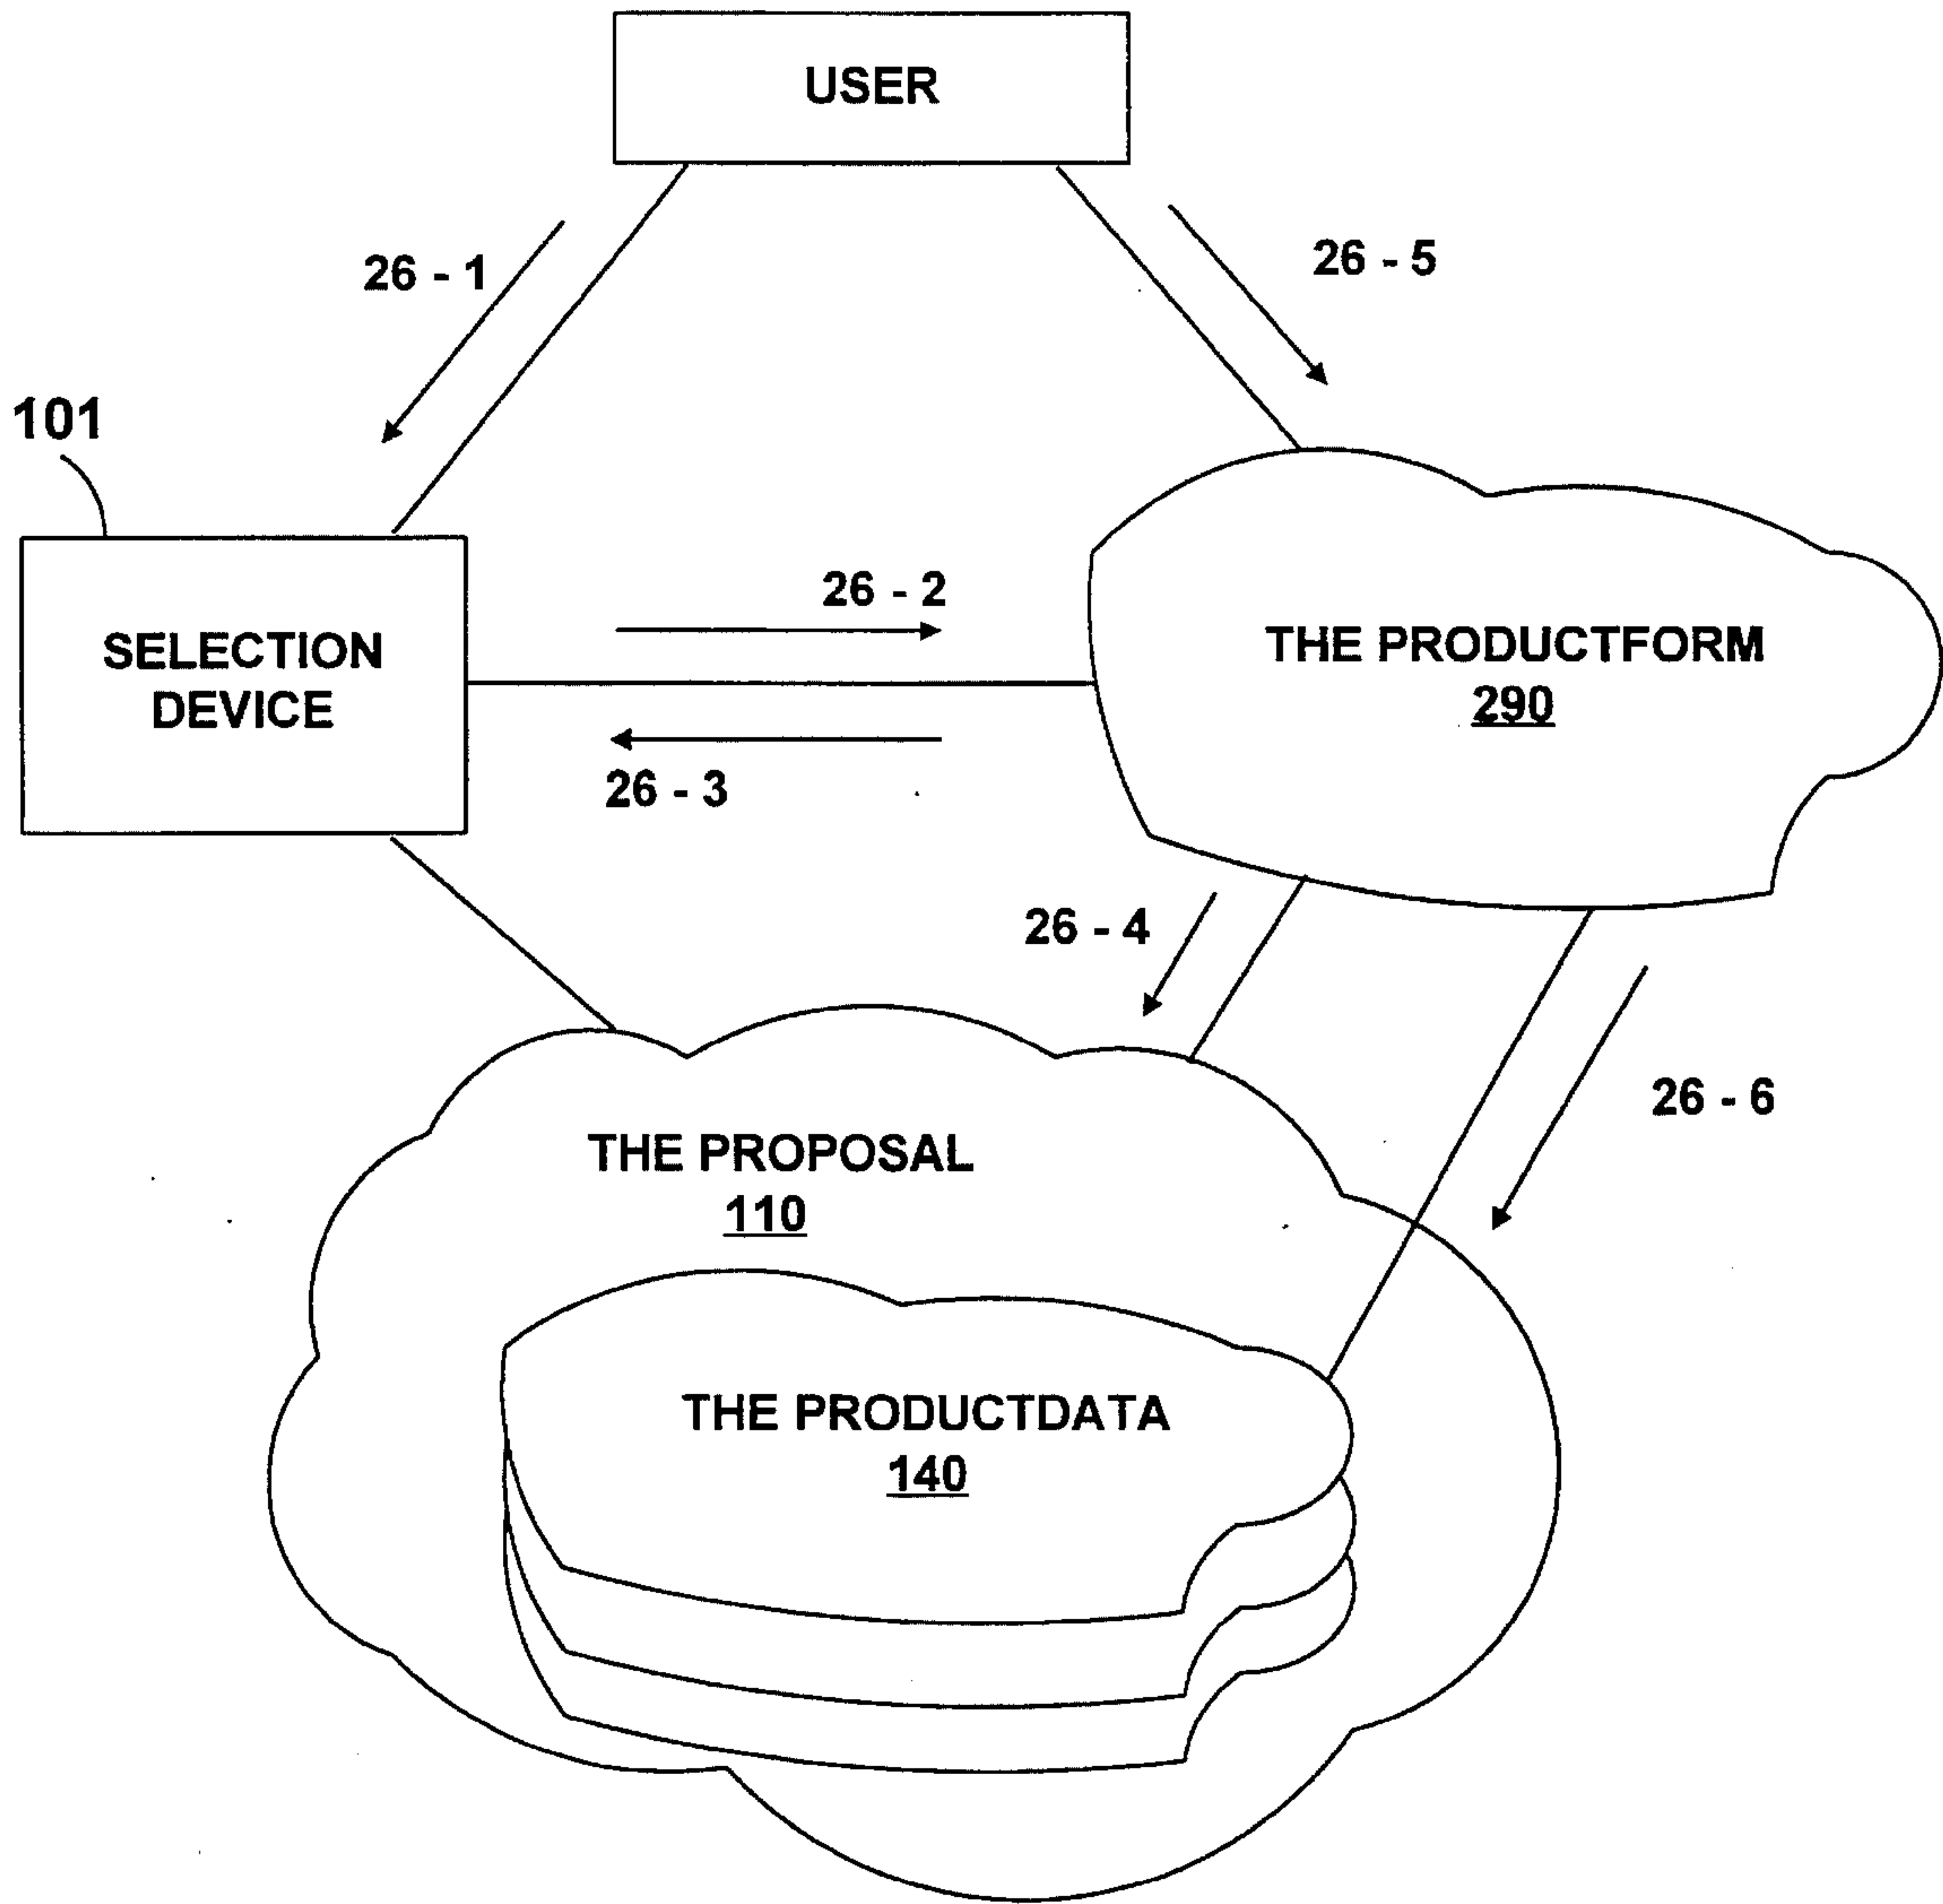 USER
26 - 1
26 - 5
101
SELECTION
DEVICE
26 - 2
26 - 3
THE PRODUCTFORM
290
26 - 4
26 - 6
THE PROPOSAL
110
THE PRODUCTDATA
140